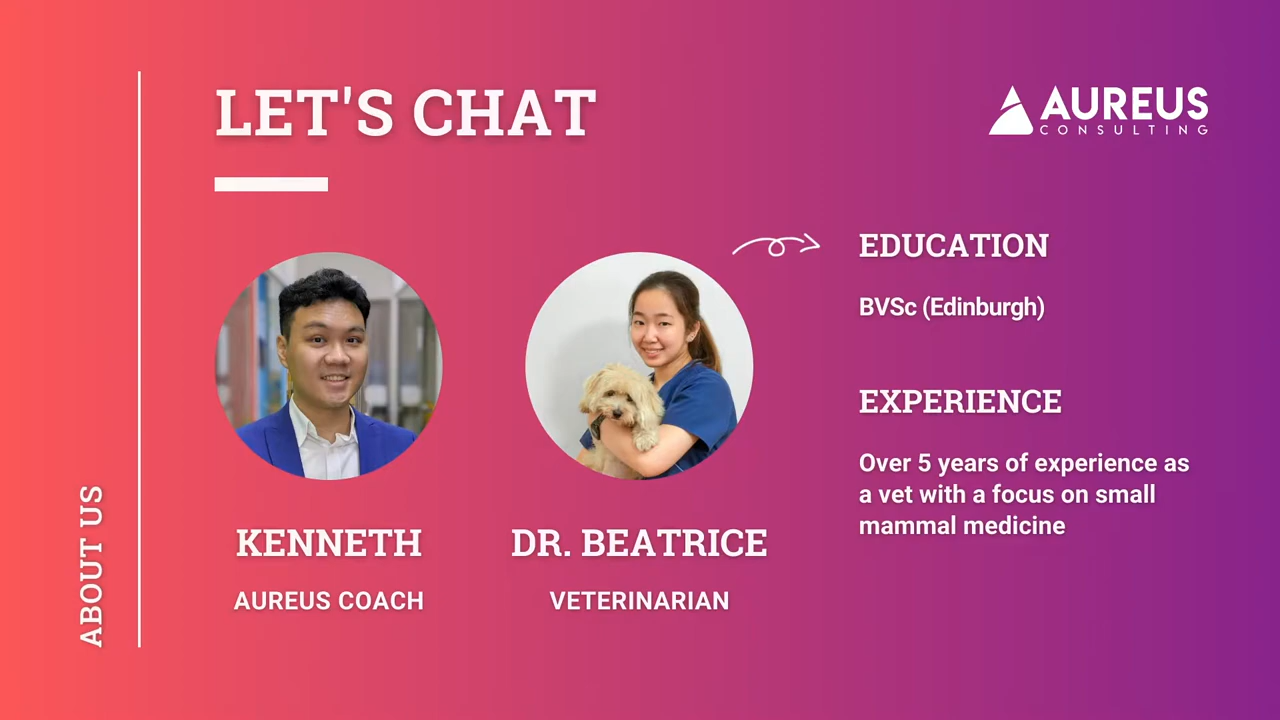 LET'S CHAT
AUREUS
CONSULTING
EDUCATION
BVSc (Edinburgh)
EXPERIENCE
Over 5 years of experience as
a vet with a focus on small
mammal medicine
KENNETH
AUREUS COACH
DR. BEATRICE
VETERINARIAN
ABOUT US